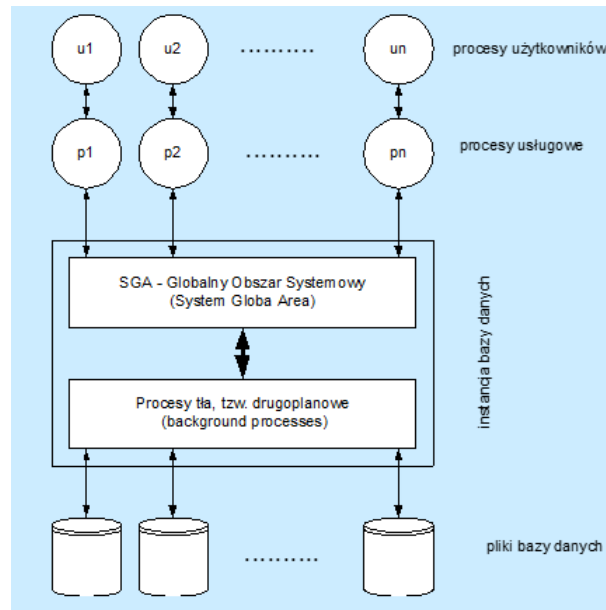 u1 u2 ......... un procesy użytkowników
p1 p2 ......... pn procesy usługowe
SGA - Globalny Obszar Systemowy
(System Globa Area)
instancja bazy danych
Procesy tła, tzw. drugoplanowe
(background processes)
......... pliki bazy danych